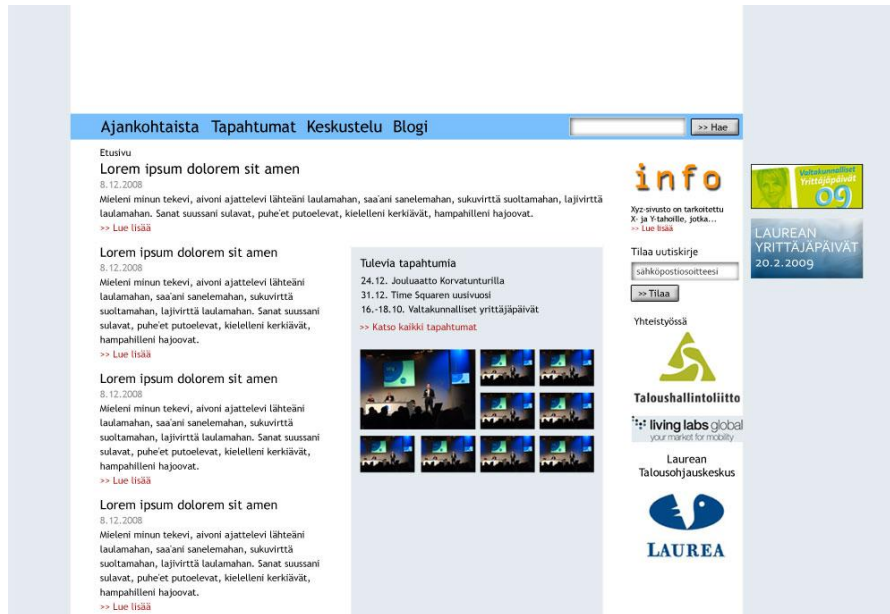 Ajankohtaista Tapahtumat Keskustelu Blogi
>> Hae
Etusivu
Lorem ipsum dolorem sit amen
8.12.2008
Mieleni minun tekevi, aivoni ajattelevi lähteäni laulamahan, saa'ani sanelemahan, sukuvirttä suoltamahan, lajivirttä
laulamahan. Sanat suussani sulavat, puhe'et putoelevat, kielelleni kerkiävät, hampahilleni hajoovat.
>> Lue lisää
Lorem ipsum dolorem sit amen
8.12.2008
Mieleni minun tekevi, aivoni ajattelevi lähteäni
laulamahan, saa'ani sanelemahan, sukuvirttä
suoltamahan, lajivirttä laulamahan. Sanat suussani
sulavat, puhe'et putoelevat, kielelleni kerkiävät,
hampahilleni hajoovat.
>> Lue lisää
Lorem ipsum dolorem sit amen
8.12.2008
Mieleni minun tekevi, aivoni ajattelevi lähteäni
laulamahan, saa'ani sanelemahan, sukuvirttä
suoltamahan, lajivirttä laulamahan. Sanat suussani
sulavat, puhe'et putoelevat, kielelleni kerkiävät,
hampahilleni hajoovat.
>> Lue lisää
Lorem ipsum dolorem sit amen
8.12.2008
Mieleni minun tekevi, aivoni ajattelevi lähteäni
laulamahan, saa'ani sanelemahan, sukuvirttä
suoltamahan, lajivirttä laulamahan. Sanat suussani
sulavat, puhe'et putoelevat, kielelleni kerkiävät,
hampahilleni hajoovat.
>> Lue lisää
Tulevia tapahtumia
24.12. Jouluaatto Korvatunturilla
31.12. Time Squaren uusivuosi
16.-18.10. Valtakunnalliset yrittäjäpäivät
>> Katso kaikki tapahtumat
info
Xyz-sivusto on tarkoitettu
X- ja Y-tahoille, jotka...
>> Lue lisää
Tilaa uutiskirje
sähköpostiosoitteesi
>> Tilaa
Yhteistyössä
Taloushallintoliitto
living labs global
your market for mobility
Laurean
Talousohjauskeskus
LAUREA
Valtakunnalliset
Yrittäjäpäivät
09
LAUREAN
YRITTÄJÄPÄIVÄT
20.2.2009